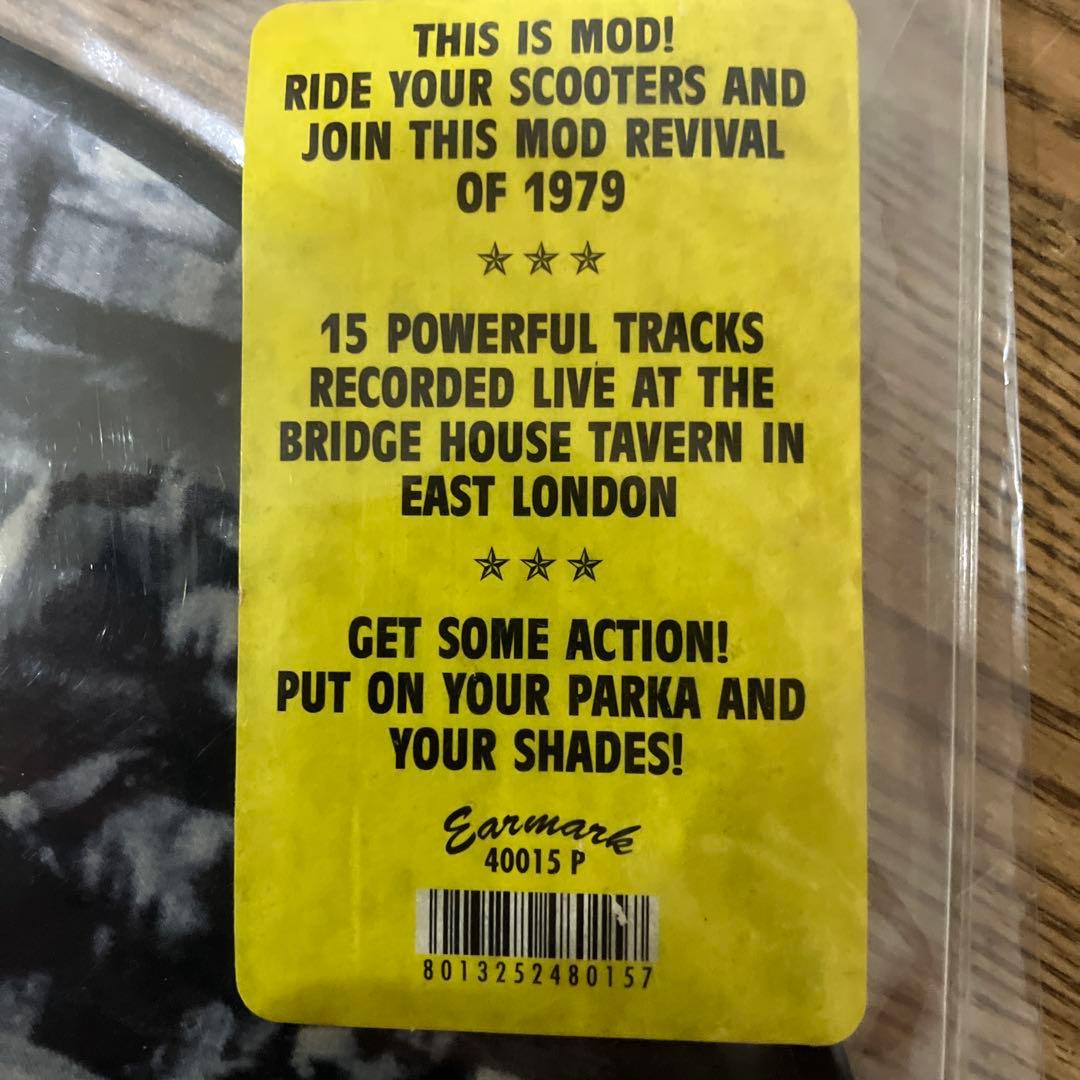 THIS IS MOD!
RIDE YOUR SCOOTERS AND
JOIN THIS MOD REVIVAL
OF 1979
15 POWERFUL TRACKS
RECORDED LIVE AT THE
BRIDGE HOUSE TAVERN IN
EAST LONDON
GET SOME ACTION!
PUT ON YOUR PARKA AND
YOUR SHADES!
Earmark
40015 P
8013252480157